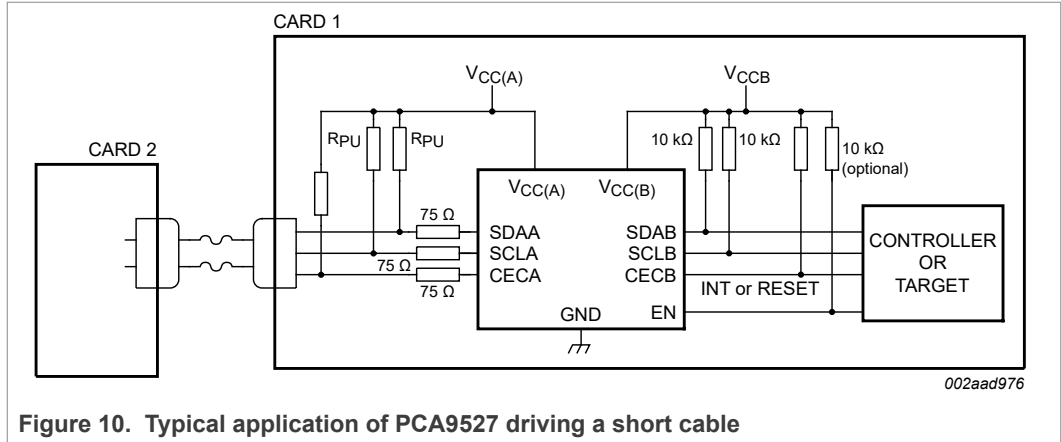 CARD 1
V_CC(A)
V_CCB
R_PU
R_PU
10 kΩ
10 kΩ
10 kΩ
(optional)
CARD 2
V_CC(A)
V_CC(B)
75 Ω
SDAA
SDAB
75 Ω
SCLA
SCLB
75 Ω
CECA
CECB
INT or RESET
GND
EN
CONTROLLER
OR
TARGET
002aad976
Figure 10. Typical application of PCA9527 driving a short cable